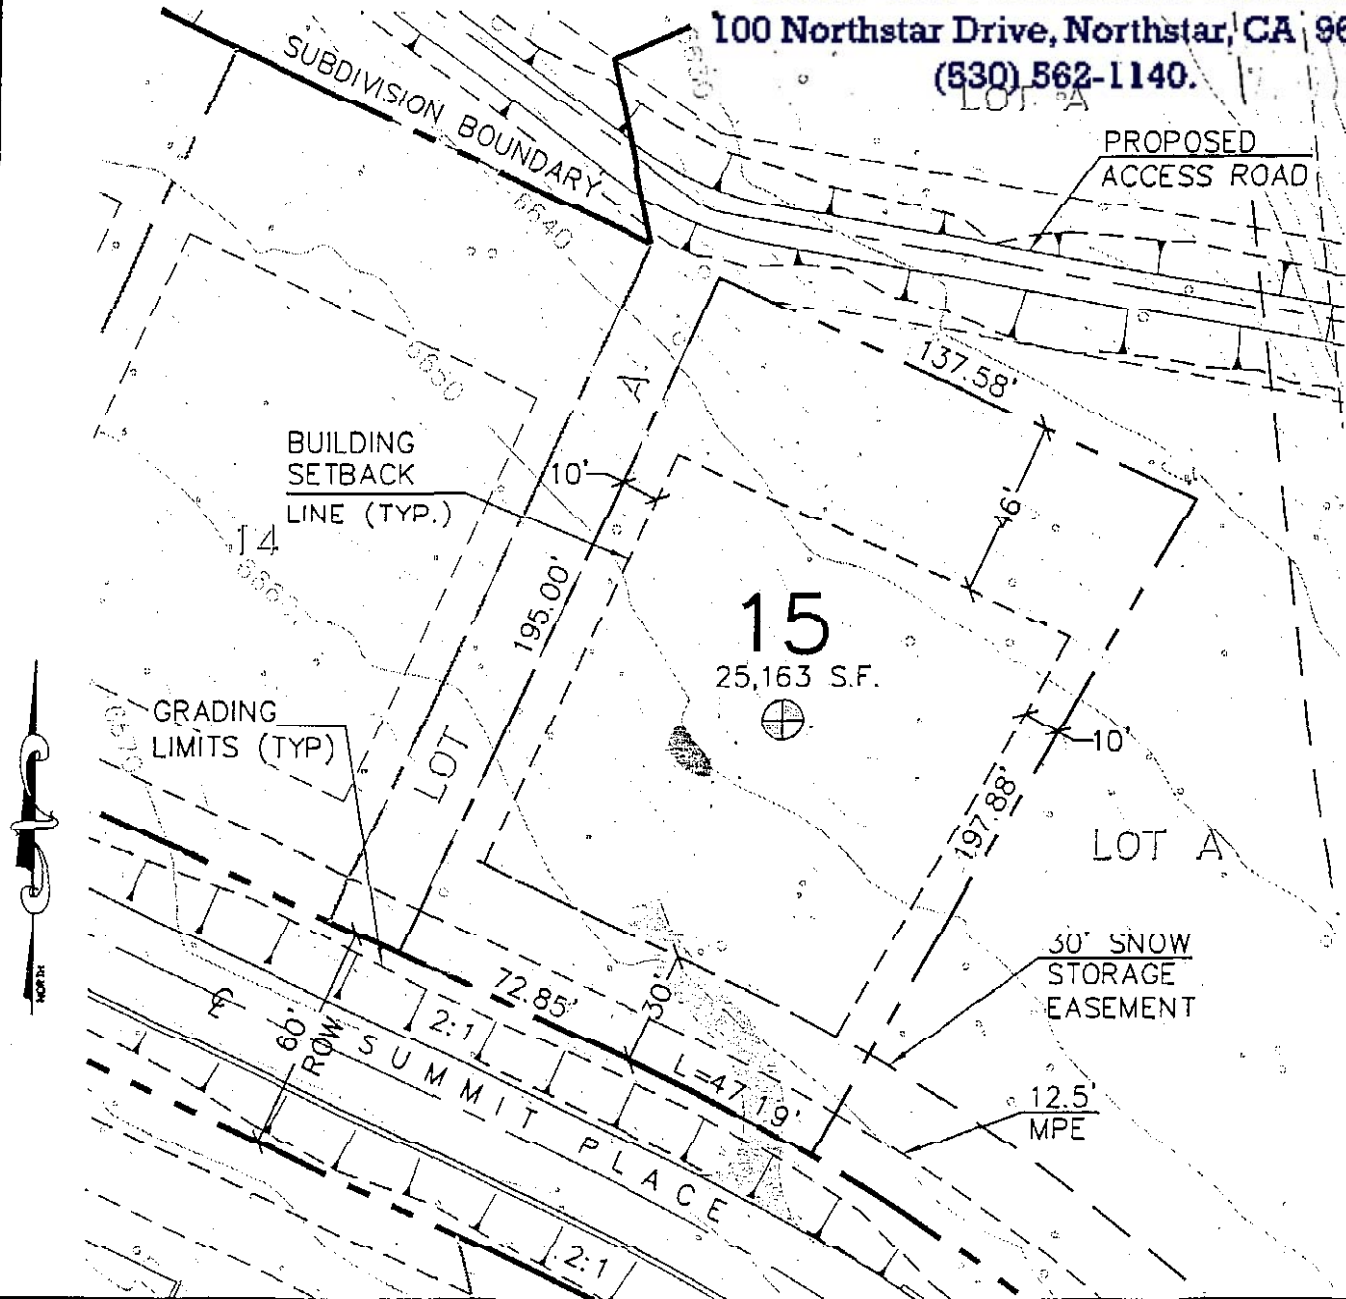 100 Northstar Drive, Northstar, CA 96
(530) 562-1140.
LOT A
SUBDIVISION BOUNDARY
PROPOSED
ACCESS ROAD
6640
6650
137.58'
A
BUILDING
SETBACK
LINE (TYP.)
10'
46'
14
195.00'
15
25,163 S.F.
GRADING
LIMITS (TYP)
LOT
10'
197.88'
LOT A
30' SNOW
STORAGE
EASEMENT
NORTH
72.85'
30'
60'
ROW
2:1
L=47.19'
SUMMIT PLACE
12.5'
MPE
2:1